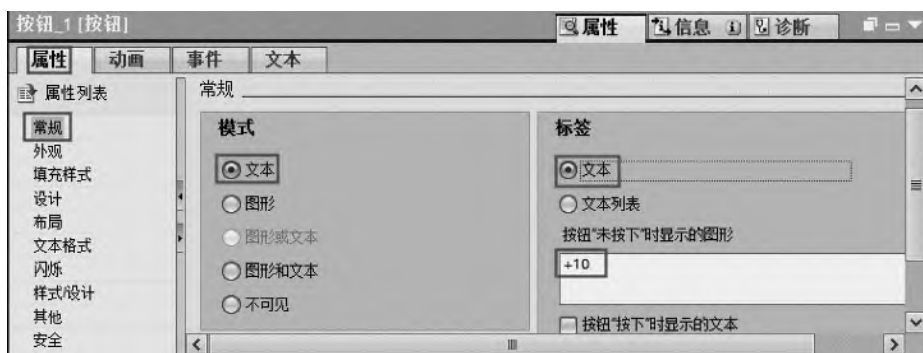 按钮_1 [按钮]
属性 信息 诊断
属性 动画 事件 文本
属性列表
常规
外观
填充样式
设计
布局
文本格式
闪烁
样式/设计
其他
安全
常规
模式
文本
图形
图形或文本
图形和文本
不可见
标签
文本
文本列表
按钮"未按下"时显示的图形
+10
按钮"按下"时显示的文本